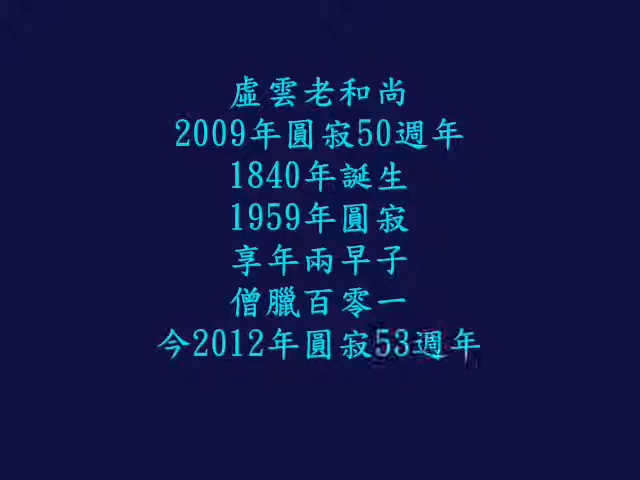 虛雲老和尚
2009年圓寂50週年
1840年誕生
1959年圓寂
享年兩早子
僧臘百零一
今2012年圓寂53週年